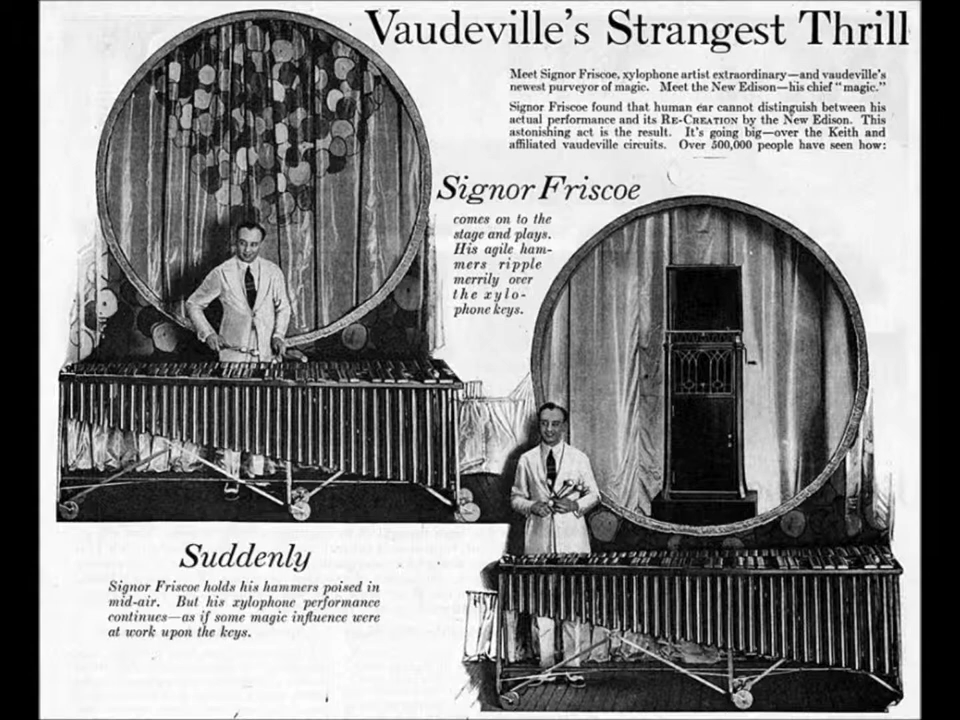 Vaudeville's Strangest Thrill
Meet Signor Friscoe, xylophone artist extraordinary—and vaudeville's
newest purveyor of magic. Meet the New Edison—his chief "magic."
Signor Friscoe found that human ear cannot distinguish between his
actual performance and its RE-CREATION by the New Edison. This
astonishing act is the result. It's going big—over the Keith and
affiliated vaudeville circuits. Over 500,000 people have seen how:
Signor Friscoe
comes on to the
stage and plays.
His agile ham-
mers ripple
merrily over
the xylo-
phone keys.
Suddenly
Signor Friscoe holds his hammers poised in
mid-air. But his xylophone performance
continues—as if some magic influence were
at work upon the keys.